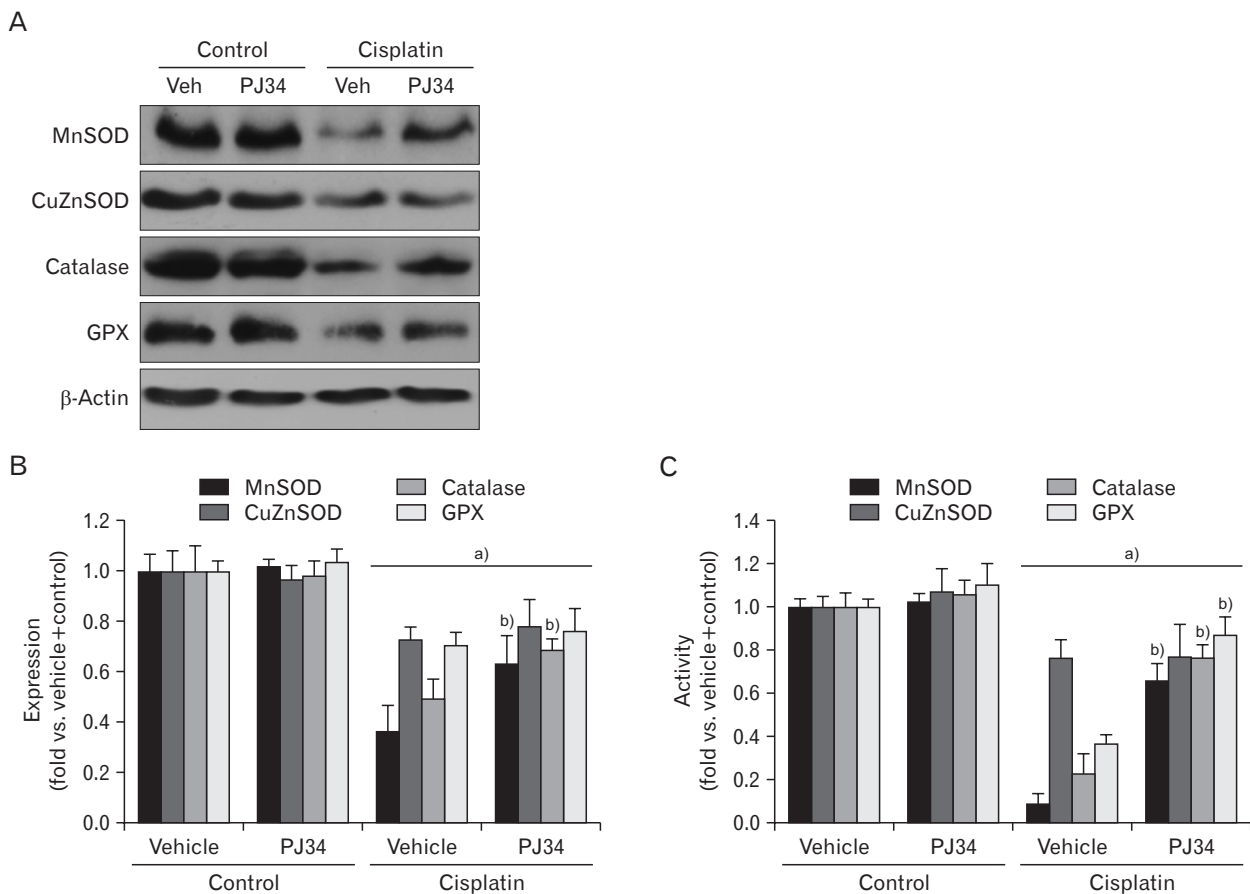 A
Control Cisplatin
Veh PJ34 Veh PJ34
MnSOD
CuZnSOD
Catalase
GPX
β-Actin
B
MnSOD Catalase
CuZnSOD GPX
Expression
(fold vs. vehicle+control)
1.2
1.0
0.8
0.6
0.4
0.2
0.0
a)
b) b)
Vehicle PJ34 Vehicle PJ34
Control Cisplatin
C
MnSOD Catalase
CuZnSOD GPX
Activity
(fold vs. vehicle+control)
1.4
1.2
1.0
0.8
0.6
0.4
0.2
0.0
a)
b) b) b)
Vehicle PJ34 Vehicle PJ34
Control Cisplatin